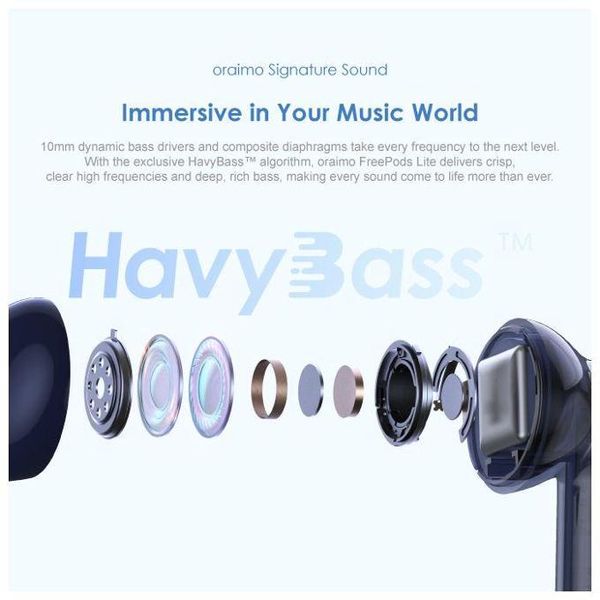 oraimo Signature Sound
Immersive in Your Music World
10mm dynamic bass drivers and composite diaphragms take every frequency to the next level.
With the exclusive HavyBass™ algorithm, oraimo FreePods Lite delivers crisp,
clear high frequencies and deep, rich bass, making every sound come to life more than ever.
HavyBass™